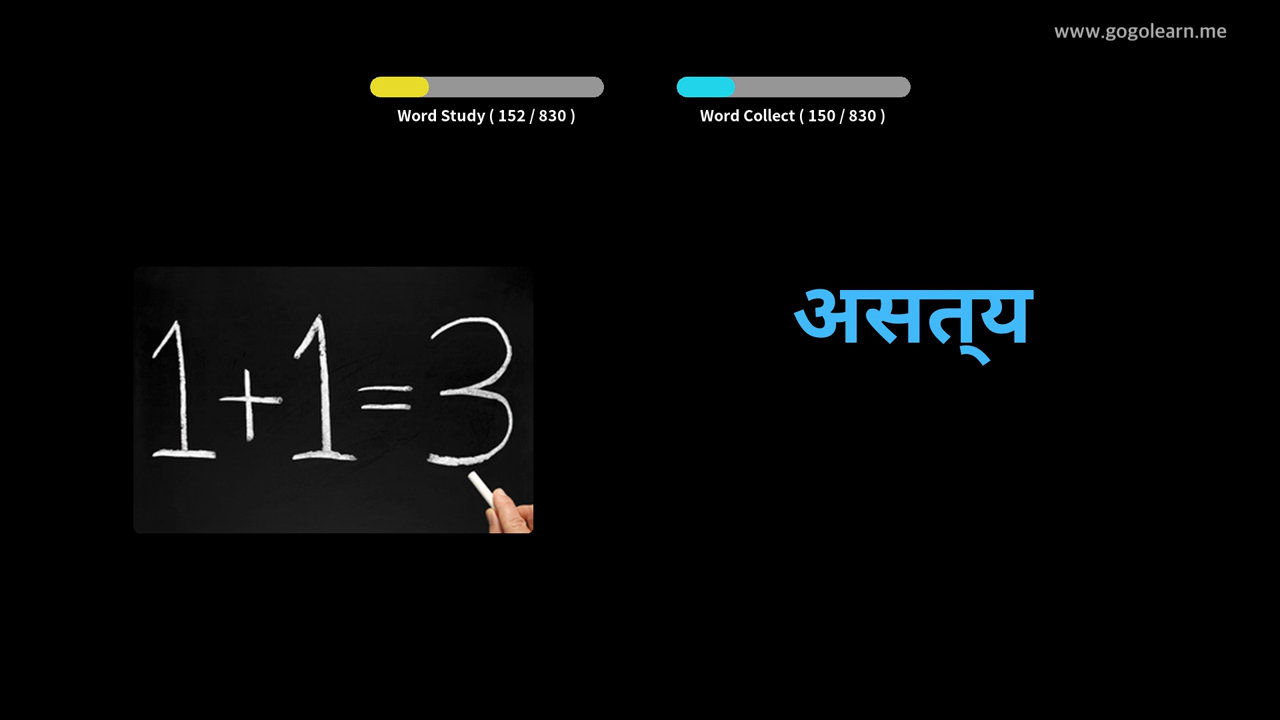 www.gogolearn.me
Word Study ( 152 / 830 )
Word Collect ( 150 / 830 )
असत्‌य
1+1=3